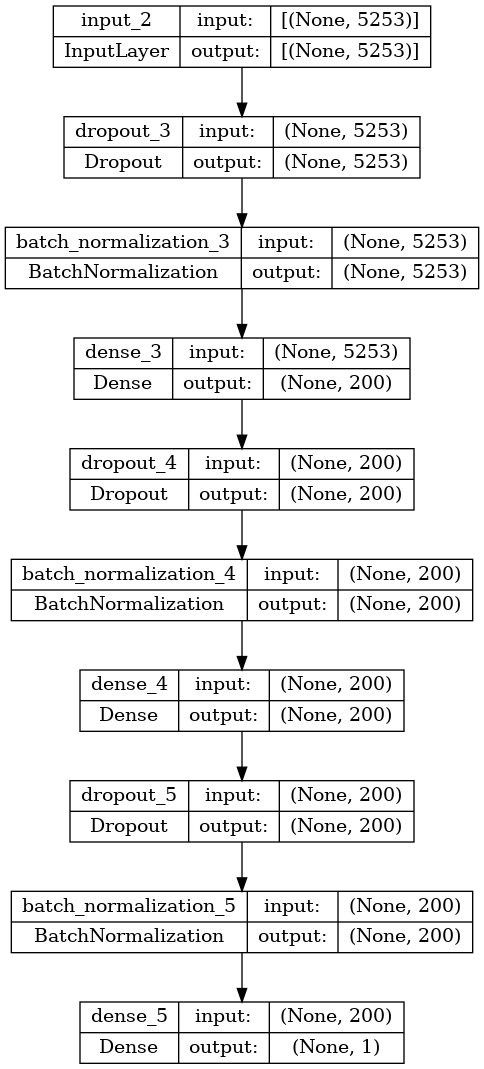 input_2 input: [(None, 5253)]
InputLayer output: [(None, 5253)]
dropout_3 input: (None, 5253)
Dropout output: (None, 5253)
batch_normalization_3 input: (None, 5253)
BatchNormalization output: (None, 5253)
dense_3 input: (None, 5253)
Dense output: (None, 200)
dropout_4 input: (None, 200)
Dropout output: (None, 200)
batch_normalization_4 input: (None, 200)
BatchNormalization output: (None, 200)
dense_4 input: (None, 200)
Dense output: (None, 200)
dropout_5 input: (None, 200)
Dropout output: (None, 200)
batch_normalization_5 input: (None, 200)
BatchNormalization output: (None, 200)
dense_5 input: (None, 200)
Dense output: (None, 1)